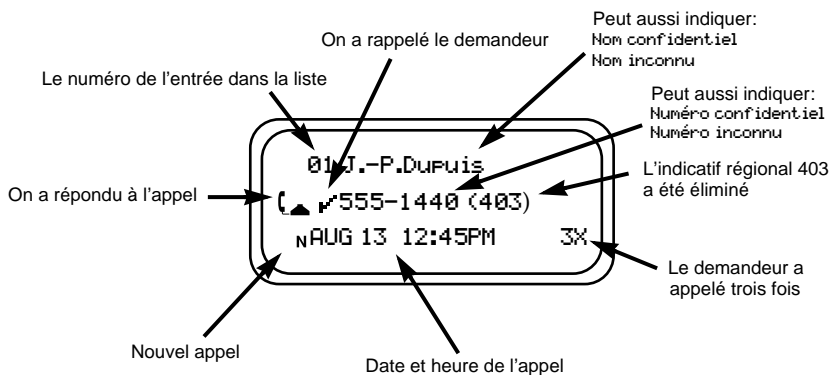 Peut aussi indiquer:
Nom confidentiel
Nom inconnu
On a rappelé le demandeur
Le numéro de l'entrée dans la liste
Peut aussi indiquer:
Numéro confidentiel
Numéro inconnu
01 J.-P.Dupuis
L'indicatif régional 403
a été éliminé
On a répondu à l'appel
555-1440 (403)
NAUG 13 12:45PM 3X
Le demandeur a
appelé trois fois
Nouvel appel
Date et heure de l'appel